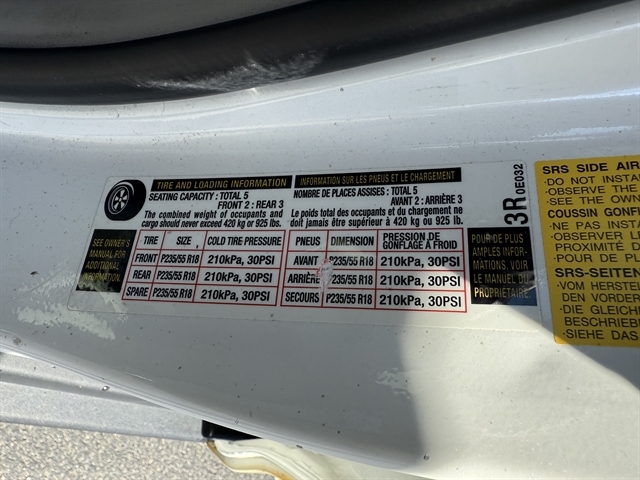 TIRE AND LOADING INFORMATION
SEATING CAPACITY : TOTAL 5
FRONT 2 : REAR 3
The combined weight of occupants and
cargo should never exceed 420 kg or 925 lbs.
SEE OWNER'S
MANUAL FOR
ADDITIONAL
INFORMATION
TIRE SIZE COLD TIRE PRESSURE
FRONT P235/55 R18 210kPa, 30PSI
REAR P235/55 R18 210kPa, 30PSI
SPARE P235/55 R18 210kPa, 30PSI
INFORMATION SUR LES PNEUS ET LE CHARGEMENT
NOMBRE DE PLACES ASSISES : TOTAL 5
AVANT 2 : ARRIÈRE 3
Le poids total des occupants et du chargement ne
doit jamais être supérieur à 420 kg ou 925 lb.
PNEUS DIMENSION PRESSION DE
GONFLAGE À FROID
AVANT P235/55 R18 210kPa, 30PSI
ARRIÈRE P235/55 R18 210kPa, 30PSI
SECOURS P235/55 R18 210kPa, 30PSI
POUR DE PLUS
AMPLES INFOR-
MATIONS, VOIR
LE MANUEL DU
PROPRIÉTAIRE.
3R 0E032
SRS SIDE AIR
·DO NOT INSTA
·OBSERVE THE
·SEE THE OWN
COUSSIN GONF
·NE PAS INSTA
·OBSERVER LE
PROXIMITÉ D
·POUR DE PL
SRS-SEITEN
·VOM HERSTE
DEN VORDER
·DIE GLEICHE
BESCHRIEB
·SIEHE DAS